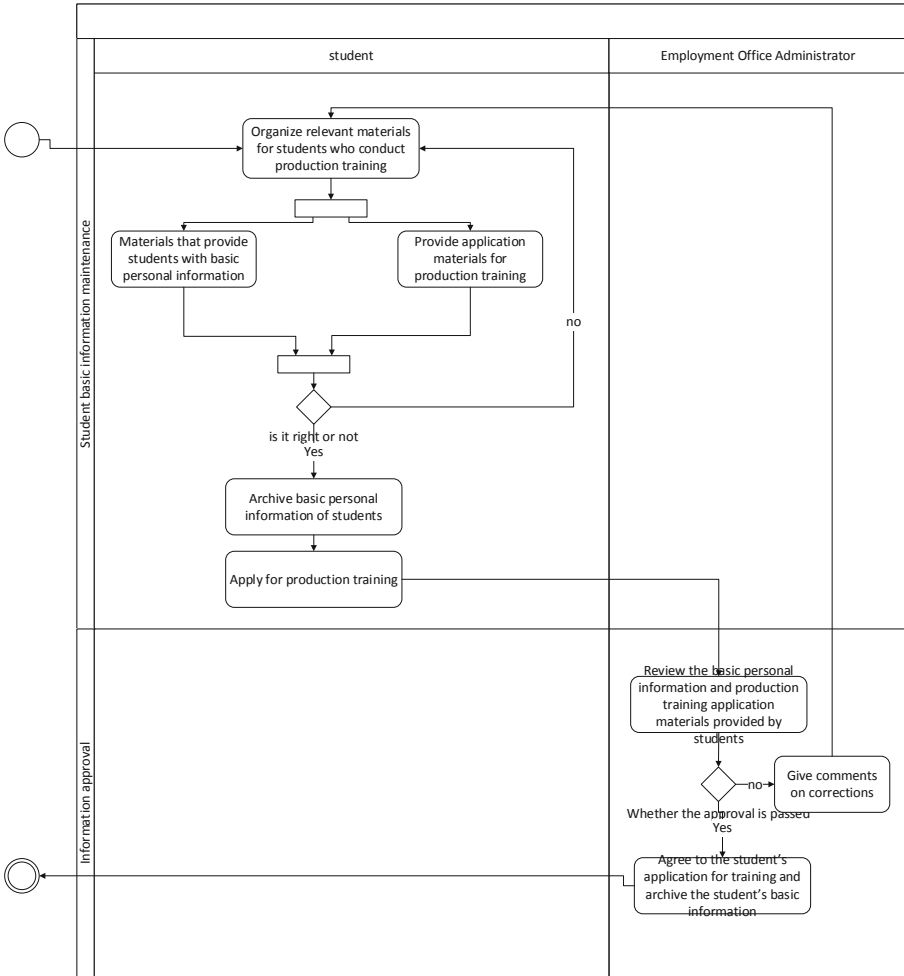 student
Employment Office Administrator
Student basic information maintenance
Organize relevant materials
for students who conduct
production training
Materials that provide
students with basic
personal information
Provide application
materials for
production training
no
is it right or not
Yes
Archive basic personal
information of students
Apply for production training
Information approval
Review the basic personal
information and production
training application
materials provided by
students
no
Give comments
on corrections
Whether the approval is passed
Yes
Agree to the student's
application for training and
archive the student's basic
information